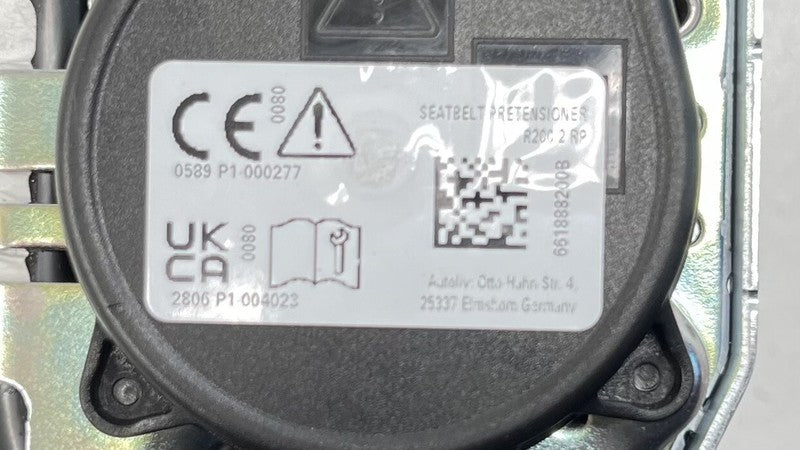 CE 0080
0589 P1-000277
SEATBELT PRETENSIONER
R200 2 RP
661888200B
UK
CA 0080
2806 P1-004023
Autoliv: Otto-Hahn Str. 4,
25337 Elmshorn Germany